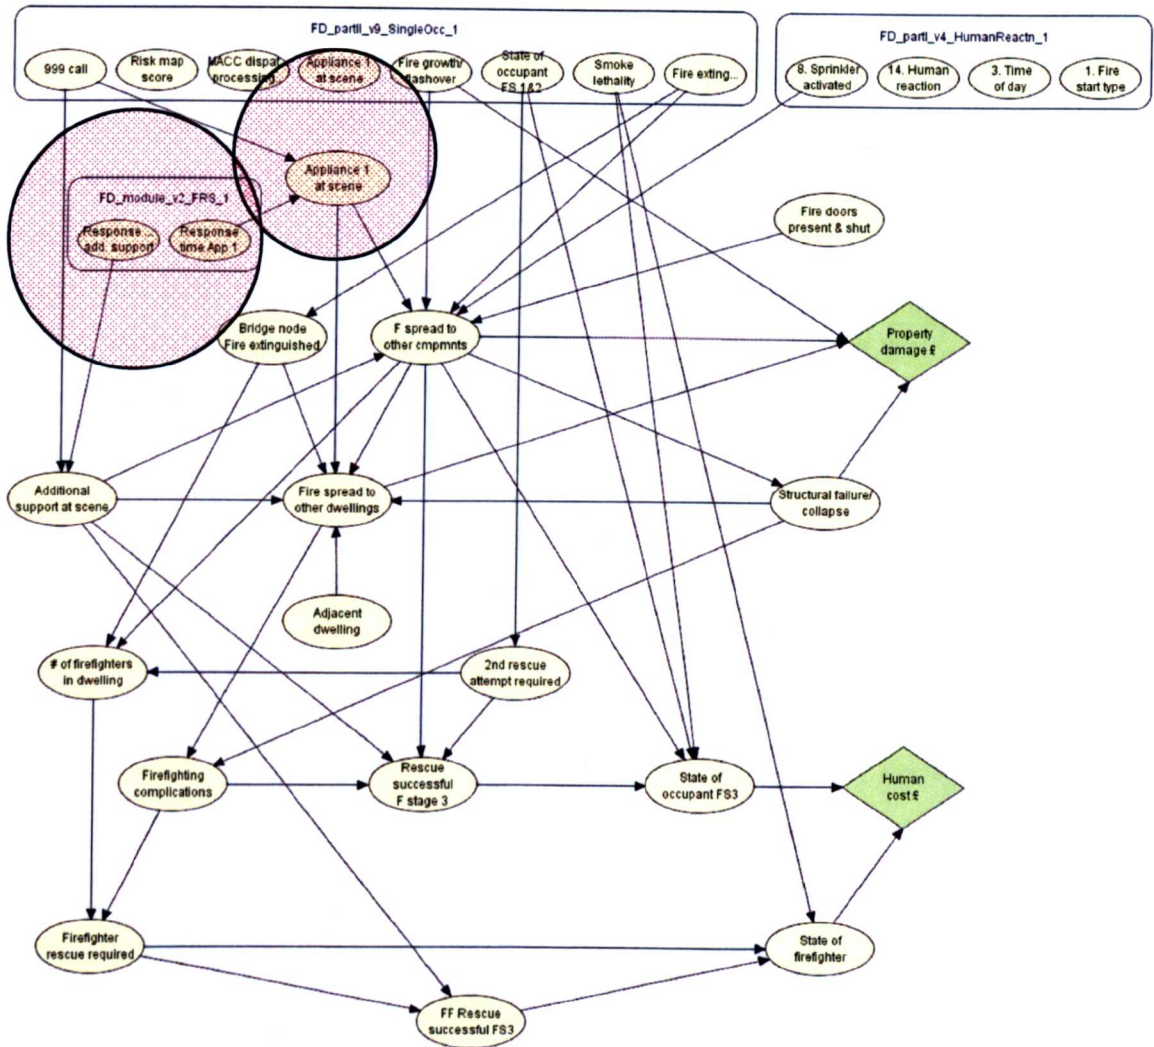 FD_partII_v9_SingleOcc_1
999 call
Risk map
score
MACC dispat
processing
Appliance 1
at scene
Fire growth/
flashover
State of
occupant
FS 1&2
Smoke
lethality
Fire exting...
FD_partI_v4_HumanReactn_1
8. Sprinkler
activated
14. Human
reaction
3. Time
of day
1. Fire
start type
Appliance 1
at scene
FD_module_v2_FRS_1
Response ...
add. support
Response
time App 1
Fire doors
present & shut
Bridge node
Fire extinguished
F spread to
other cmpmnts
Property
damage £
Additional
support at scene
Fire spread to
other dwellings
Structural failure/
collapse
Adjacent
dwelling
# of firefighters
in dwelling
2nd rescue
attempt required
Firefighting
complications
Rescue
successful
F stage 3
State of
occupant FS3
Human
cost £
Firefighter
rescue required
State of
firefighter
FF Rescue
successful FS3